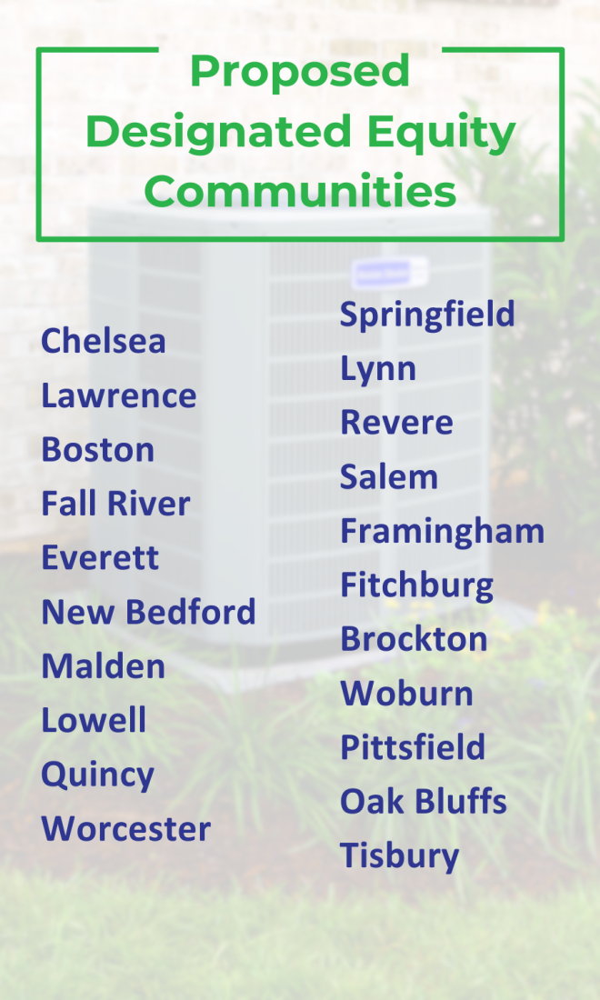 Proposed
Designated Equity
Communities
Chelsea
Lawrence
Boston
Fall River
Everett
New Bedford
Malden
Lowell
Quincy
Worcester
Springfield
Lynn
Revere
Salem
Framingham
Fitchburg
Brockton
Woburn
Pittsfield
Oak Bluffs
Tisbury